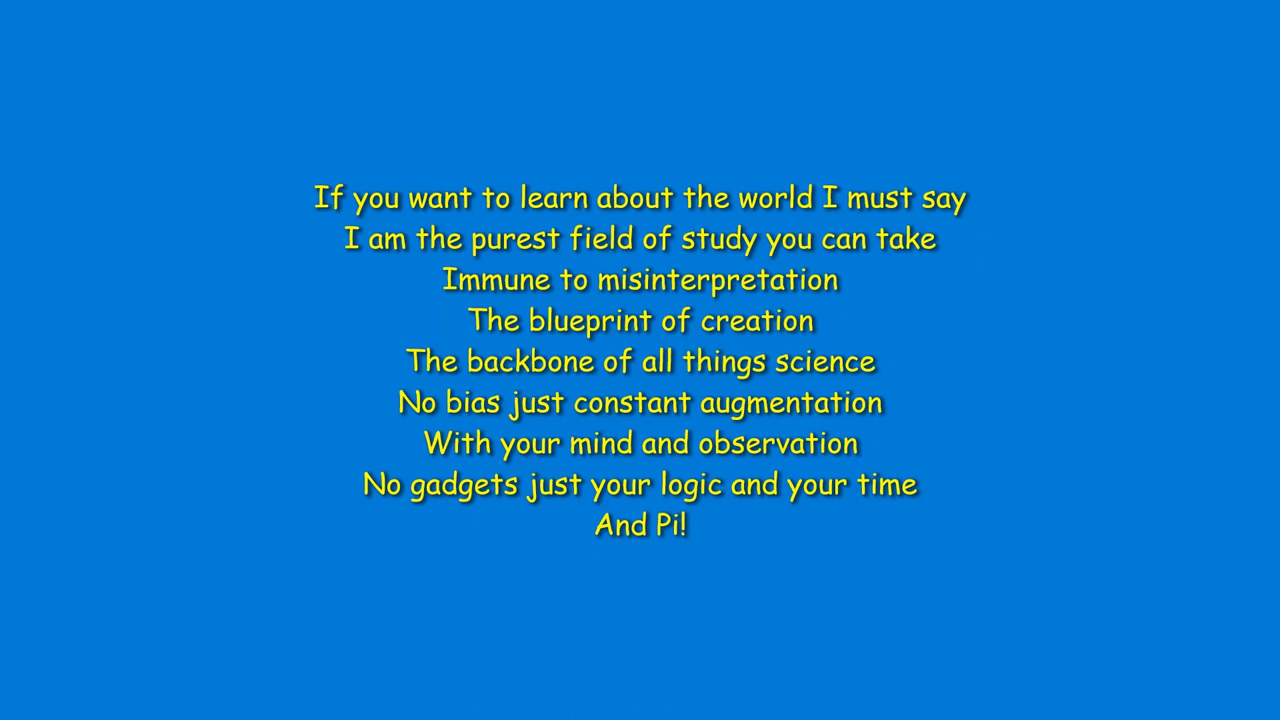 If you want to learn about the world I must say
I am the purest field of study you can take
Immune to misinterpretation
The blueprint of creation
The backbone of all things science
No bias just constant augmentation
With your mind and observation
No gadgets just your logic and your time
And Pi!